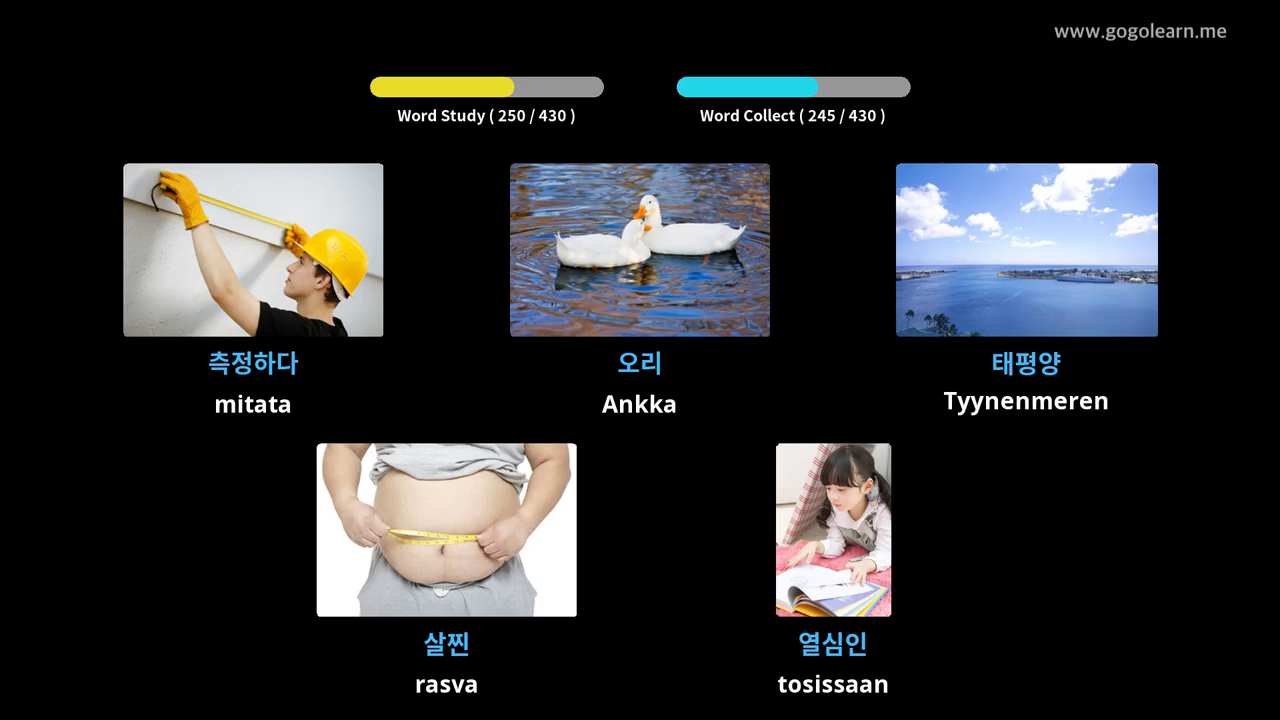 www.gogolearn.me
Word Study ( 250 / 430 )
Word Collect ( 245 / 430 )
측정하다
mitata
오리
Ankka
태평양
Tyynenmeren
살찐
rasva
열심인
tosissaan